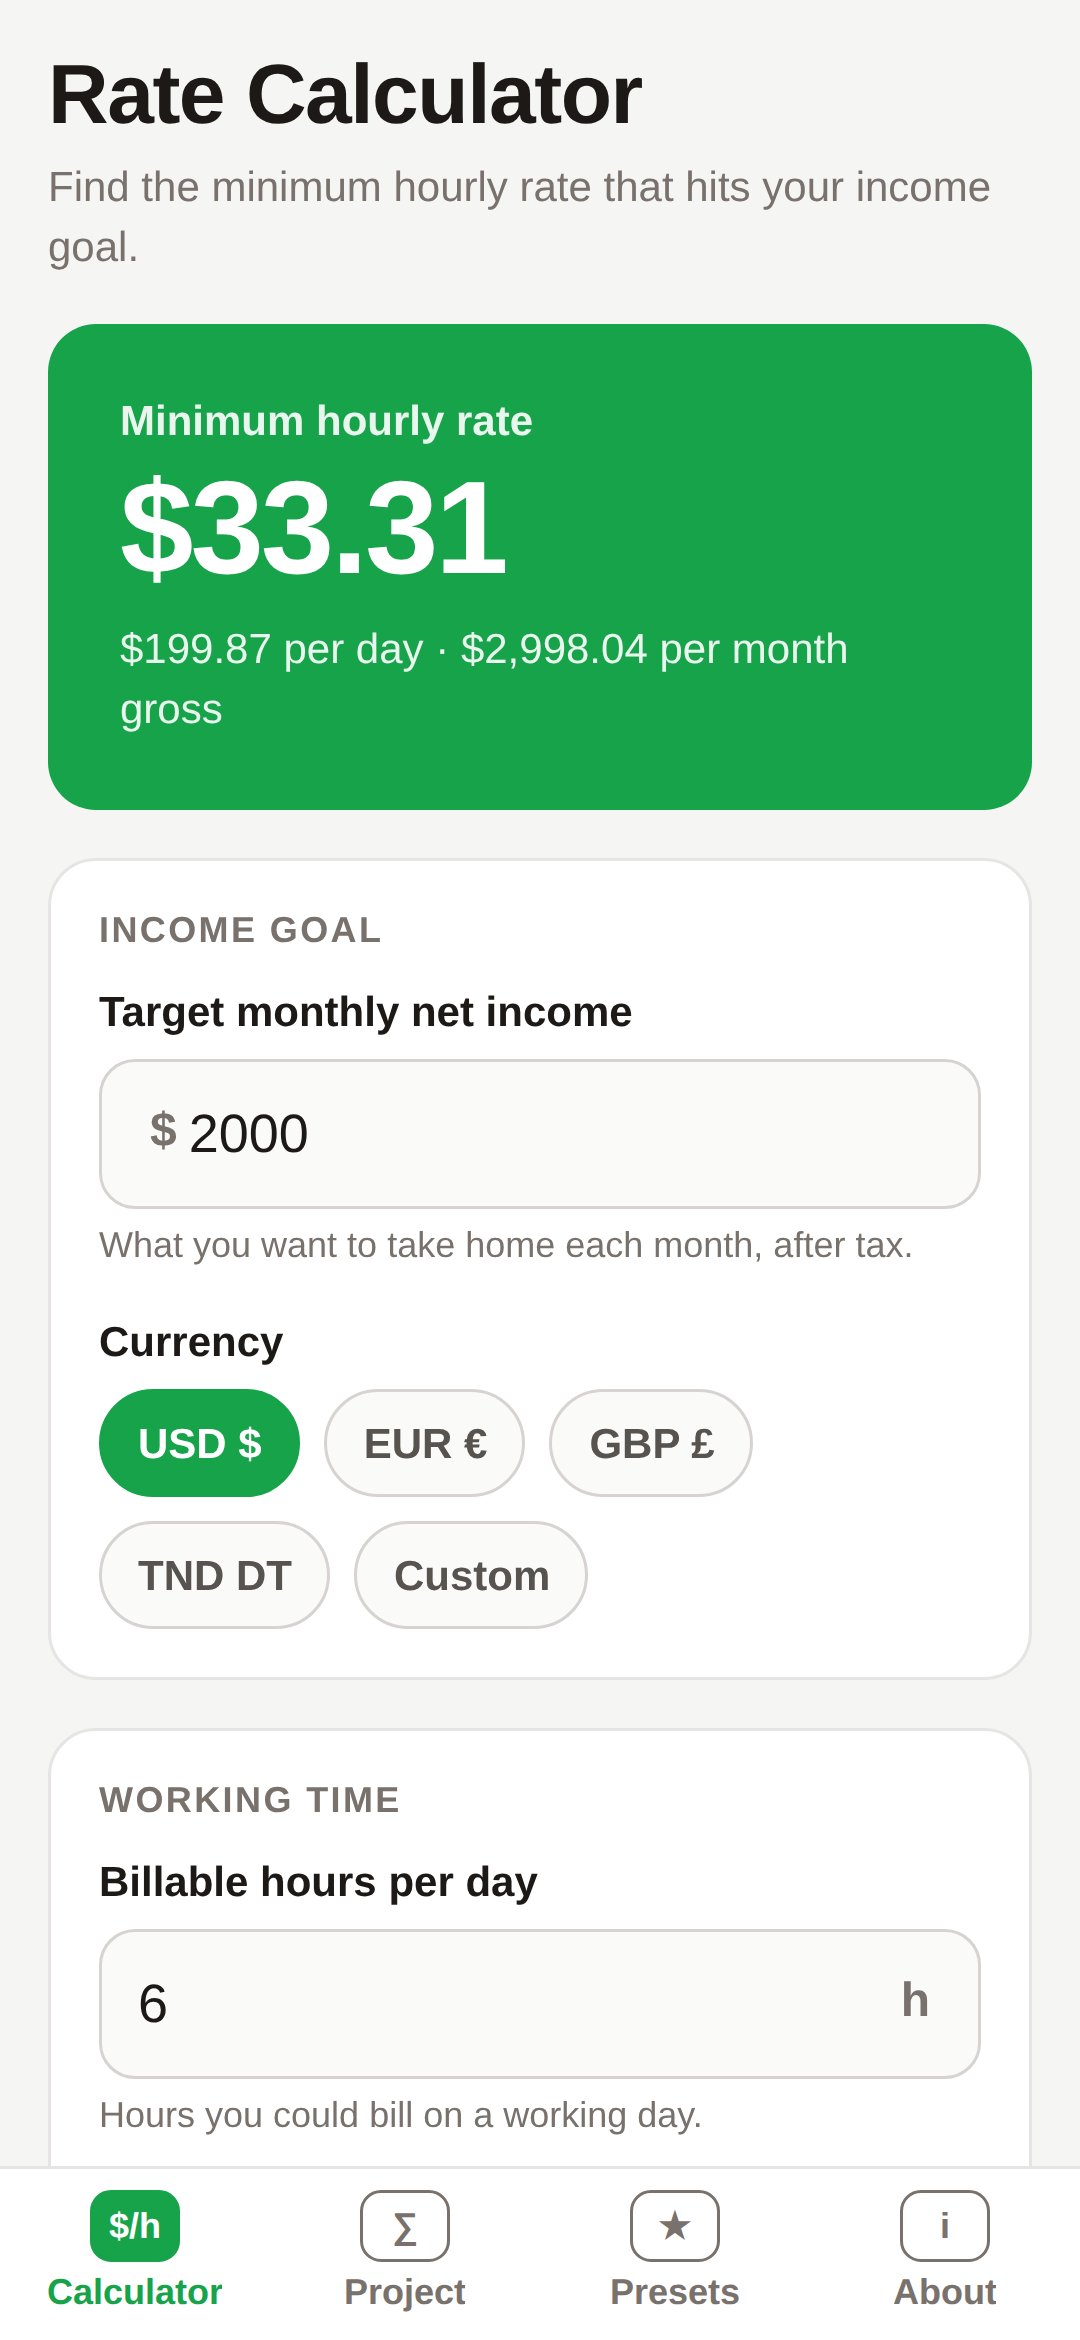 Rate Calculator
Find the minimum hourly rate that hits your income
goal.
Minimum hourly rate
$33.31
$199.87 per day · $2,998.04 per month
gross
INCOME GOAL
Target monthly net income
$ 2000
What you want to take home each month, after tax.
Currency
USD $ EUR € GBP £
TND DT Custom
WORKING TIME
Billable hours per day
6 h
Hours you could bill on a working day.
$/h ∑ ★ i
Calculator Project Presets About